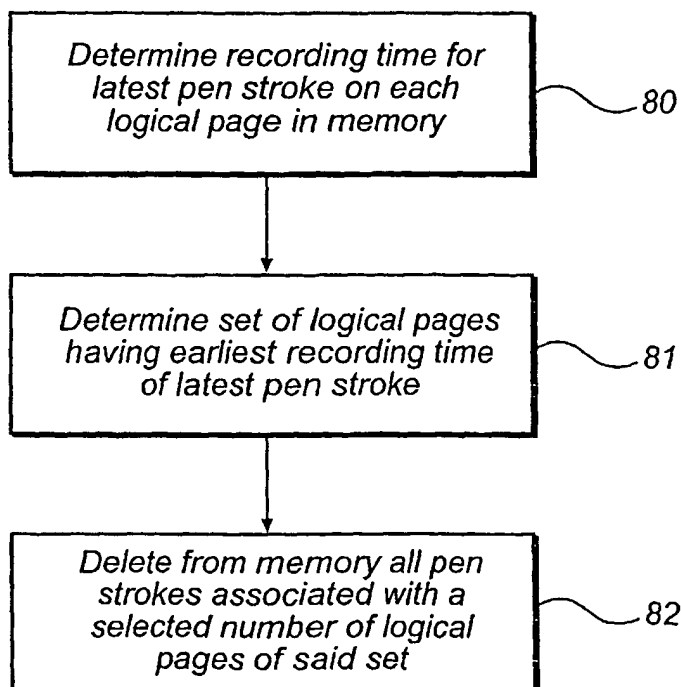 Determine recording time for
latest pen stroke on each
logical page in memory
80
Determine set of logical pages
having earliest recording time
of latest pen stroke
81
Delete from memory all pen
strokes associated with a
selected number of logical
pages of said set
82